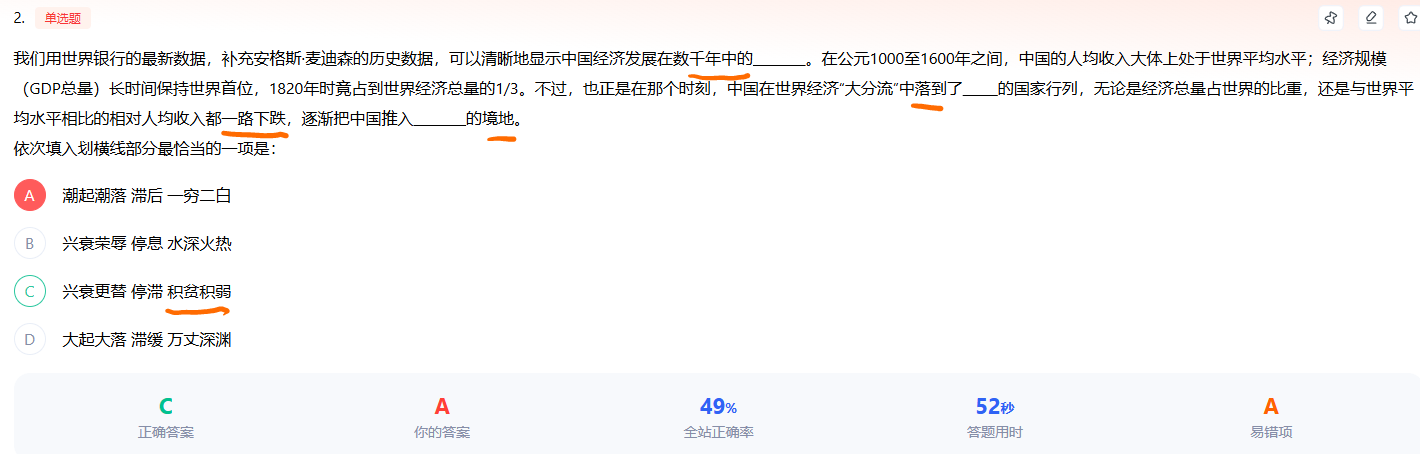 2. 单选题
我们用世界银行的最新数据，补充安格斯·麦迪森的历史数据，可以清晰地显示中国经济发展在数千年中的______。在公元1000至1600年之间，中国的人均收入大体上处于世界平均水平；经济规模
（GDP总量）长时间保持世界首位，1820年时竟占到世界经济总量的1/3。不过，也正是在那个时刻，中国在世界经济“大分流”中落到了____的国家行列，无论是经济总量占世界的比重，还是与世界平
均水平相比的相对人均收入都一路下跌，逐渐把中国推入______的境地。
依次填入划横线部分最恰当的一项是：
A 潮起潮落 滞后 一穷二白
B 兴衰荣辱 停息 水深火热
C 兴衰更替 停滞 积贫积弱
D 大起大落 滞缓 万丈深渊
C A 49% 52秒 A
正确答案 你的答案 全站正确率 答题用时 易错项